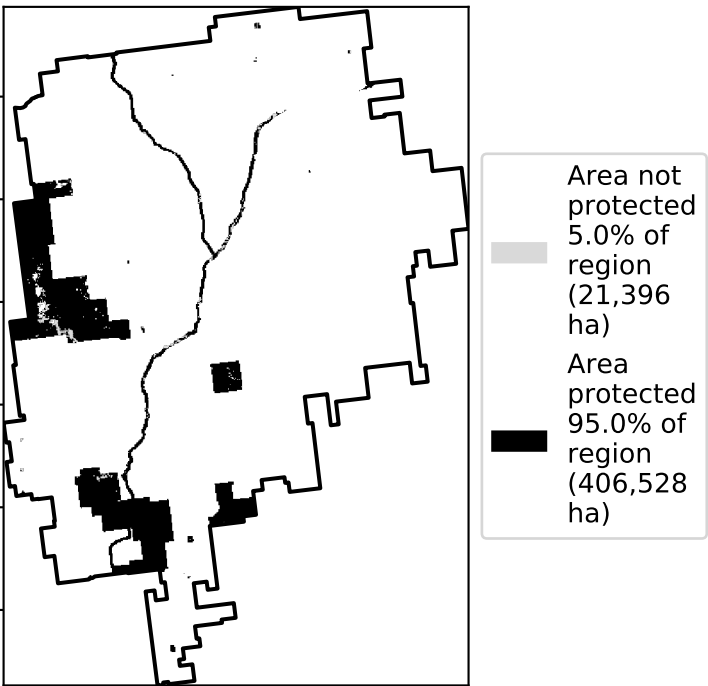 Area not
protected
5.0% of
region
(21,396
ha)
Area
protected
95.0% of
region
(406,528
ha)